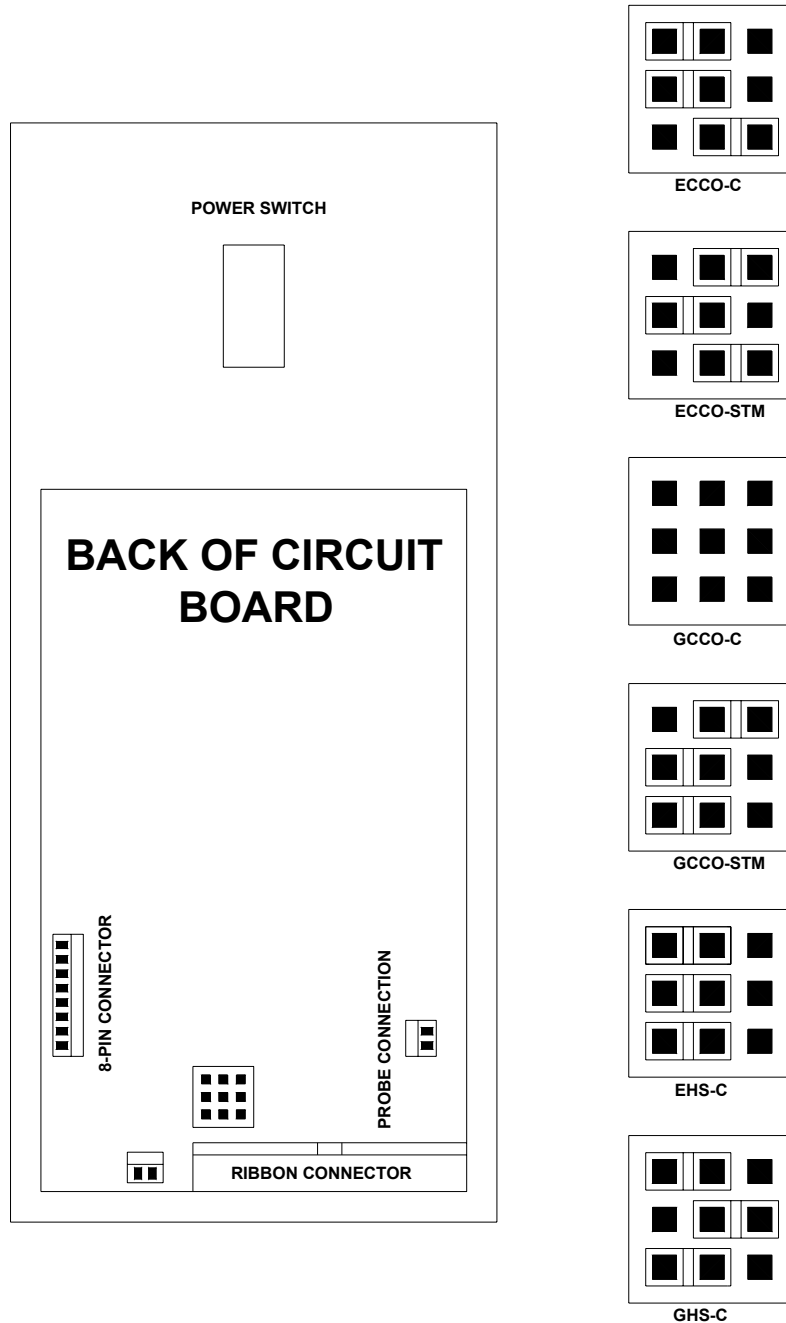 POWER SWITCH
BACK OF CIRCUIT
BOARD
8-PIN CONNECTOR
PROBE CONNECTION
RIBBON CONNECTOR
ECCO-C
ECCO-STM
GCCO-C
GCCO-STM
EHS-C
GHS-C